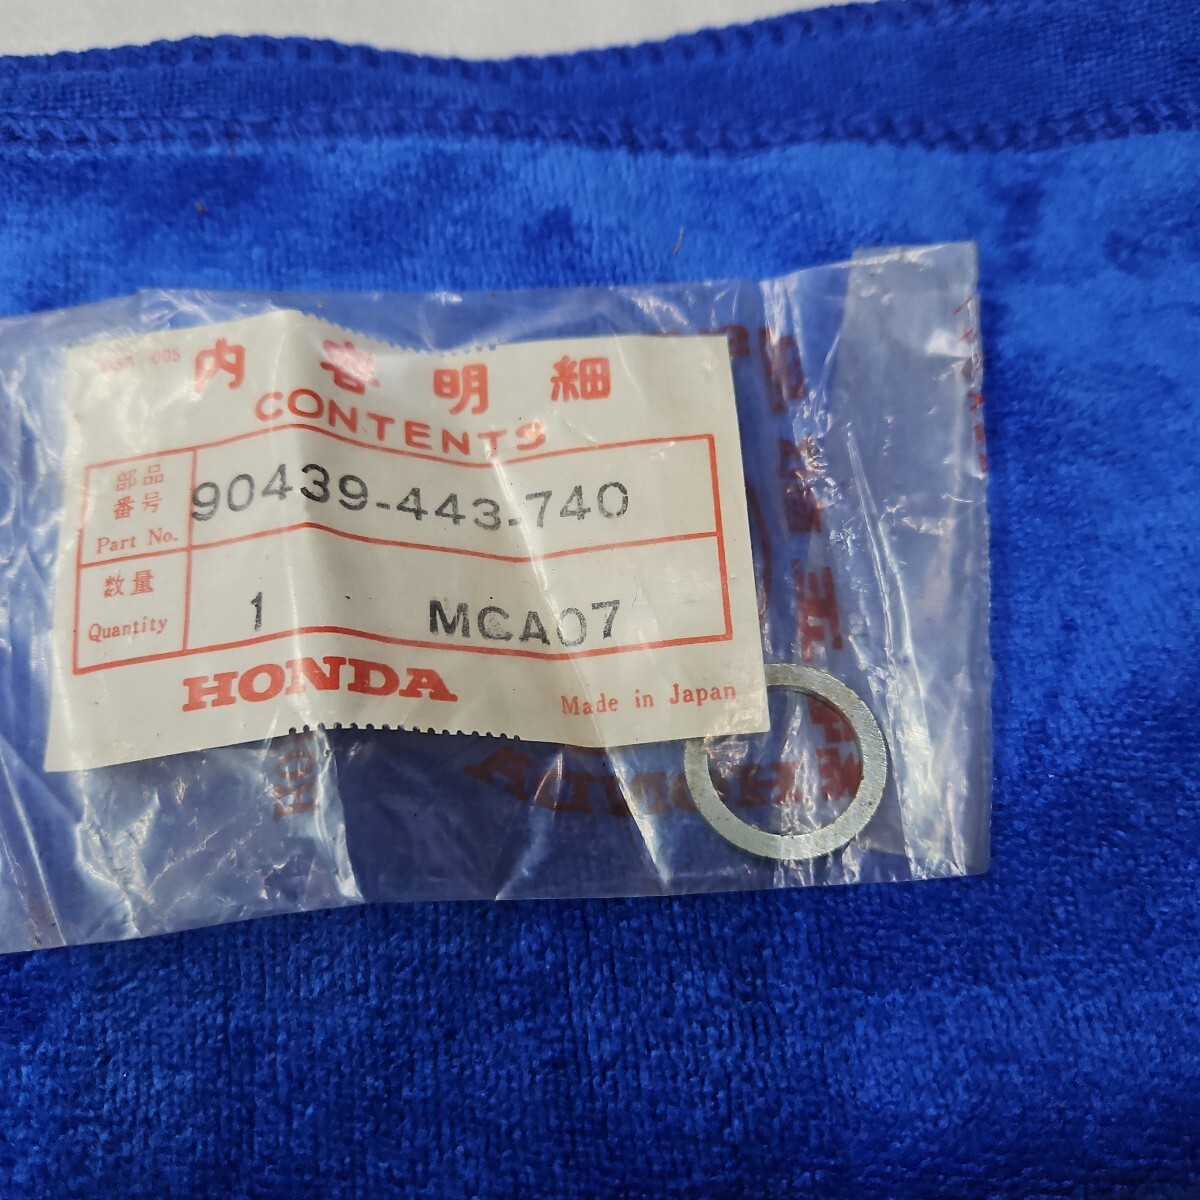 内容明細
CONTENTS
部品
番号
Part No.
90439-443-740
数量
Quantity
1 MCA07
HONDA
Made in Japan
HONDA